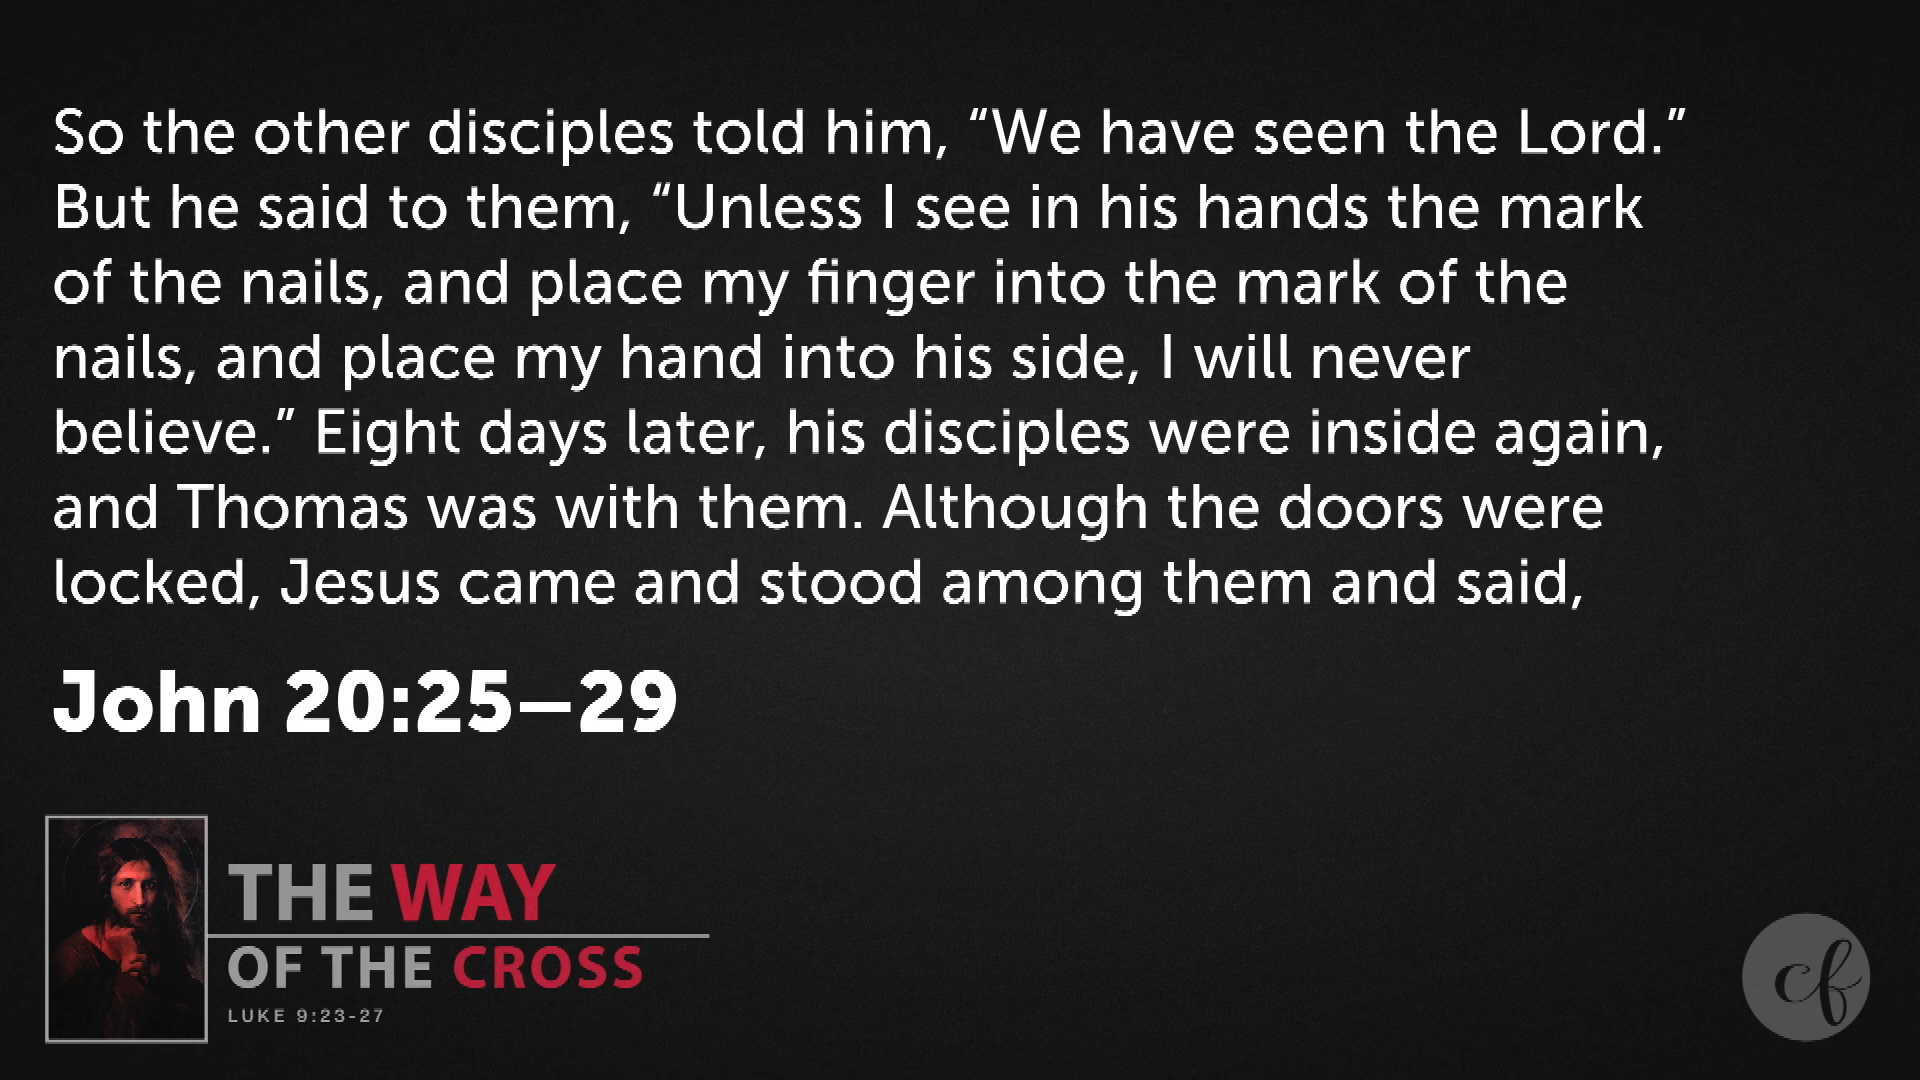 So the other disciples told him, “We have seen the Lord.”
But he said to them, “Unless I see in his hands the mark
of the nails, and place my finger into the mark of the
nails, and place my hand into his side, I will never
believe.” Eight days later, his disciples were inside again,
and Thomas was with them. Although the doors were
locked, Jesus came and stood among them and said,
John 20:25–29
THE WAY
OF THE CROSS
LUKE 9:23-27
cf